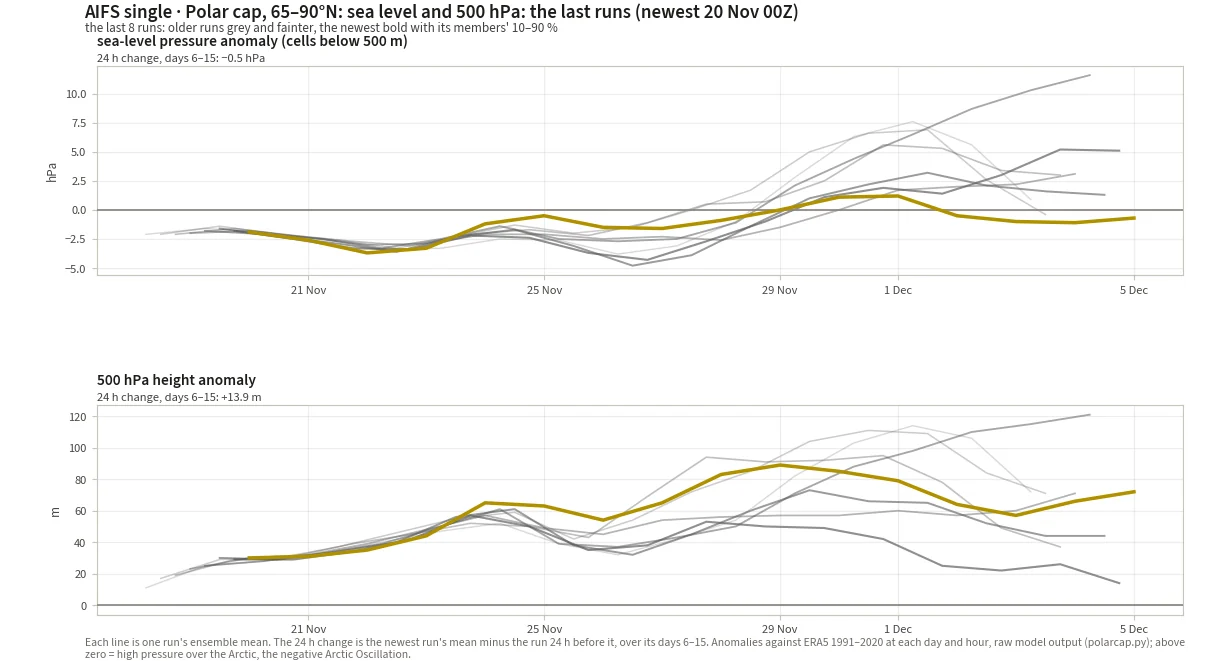 AIFS single · Polar cap, 65–90°N: sea level and 500 hPa: the last runs (newest 20 Nov 00Z)
the last 8 runs: older runs grey and fainter, the newest bold with its members' 10–90 %
sea-level pressure anomaly (cells below 500 m)
24 h change, days 6–15: −0.5 hPa
10.0
7.5
5.0
2.5
0.0
−2.5
−5.0
hPa
21 Nov
25 Nov
29 Nov
1 Dec
5 Dec
500 hPa height anomaly
24 h change, days 6–15: +13.9 m
120
100
80
60
40
20
0
m
21 Nov
25 Nov
29 Nov
1 Dec
5 Dec
Each line is one run's ensemble mean. The 24 h change is the newest run's mean minus the run 24 h before it, over its days 6–15. Anomalies against ERA5 1991–2020 at each day and hour, raw model output (polarcap.py); above
zero = high pressure over the Arctic, the negative Arctic Oscillation.